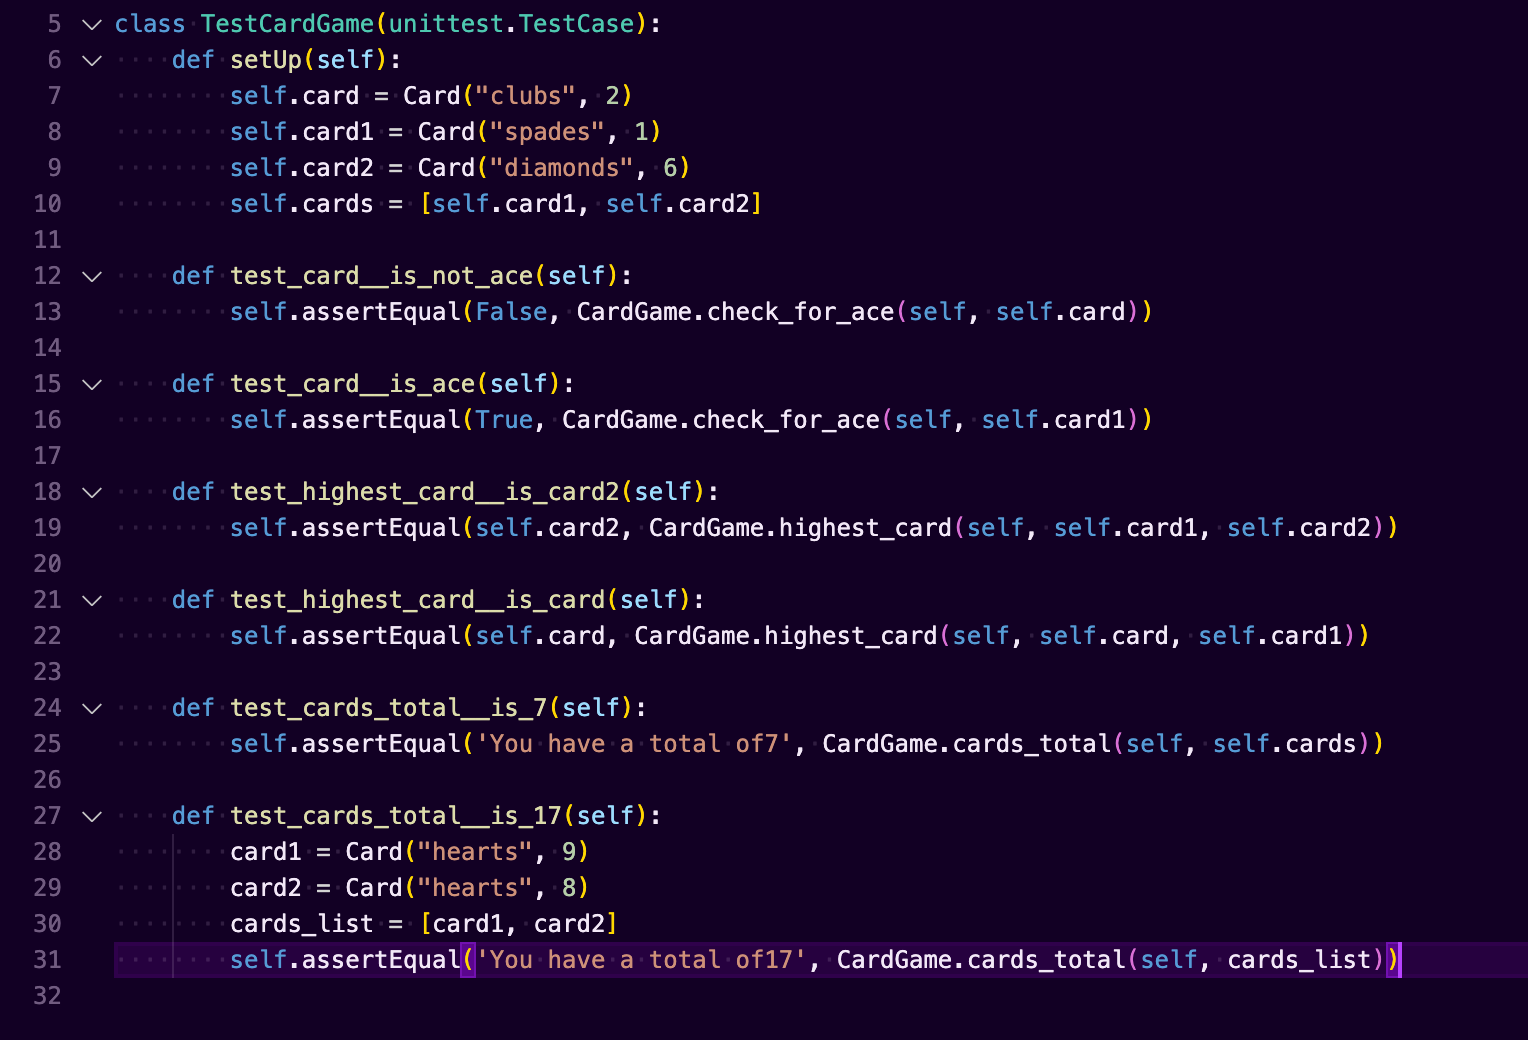 5 class TestCardGame(unittest.TestCase):
6     def setUp(self):
7         self.card = Card("clubs", 2)
8         self.card1 = Card("spades", 1)
9         self.card2 = Card("diamonds", 6)
10         self.cards = [self.card1, self.card2]
11
12     def test_card__is_not_ace(self):
13         self.assertEqual(False, CardGame.check_for_ace(self, self.card))
14
15     def test_card__is_ace(self):
16         self.assertEqual(True, CardGame.check_for_ace(self, self.card1))
17
18     def test_highest_card__is_card2(self):
19         self.assertEqual(self.card2, CardGame.highest_card(self, self.card1, self.card2))
20
21     def test_highest_card__is_card(self):
22         self.assertEqual(self.card, CardGame.highest_card(self, self.card, self.card1))
23
24     def test_cards_total__is_7(self):
25         self.assertEqual('You have a total of7', CardGame.cards_total(self, self.cards))
26
27     def test_cards_total__is_17(self):
28         card1 = Card("hearts", 9)
29         card2 = Card("hearts", 8)
30         cards_list = [card1, card2]
31         self.assertEqual('You have a total of17', CardGame.cards_total(self, cards_list))
32